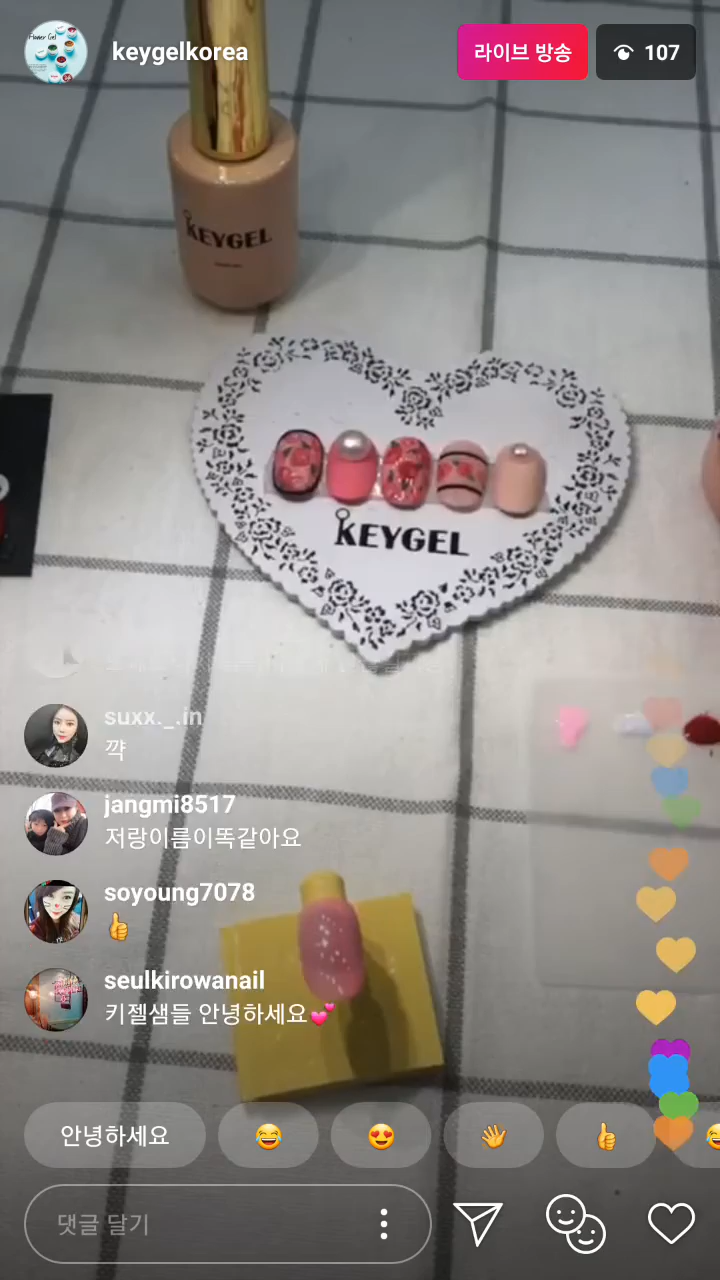 Flower Gel
keygelkorea
라이브 방송
107
KEYGEL
KEYGEL
suxx._.in
꺅
jangmi8517
저랑이름이똑같아요
soyoung7078
👍
seulkirowanail
키젤샘들 안녕하세요💕
안녕하세요
댓글 달기